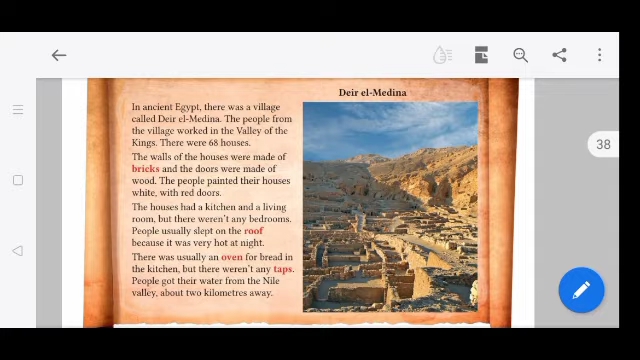 38
Deir el-Medina
In ancient Egypt, there was a village
called Deir el-Medina. The people from
the village worked in the Valley of the
Kings. There were 68 houses.
The walls of the houses were made of
bricks and the doors were made of
wood. The people painted their houses
white, with red doors.
The houses had a kitchen and a living
room, but there weren't any bedrooms.
People usually slept on the roof
because it was very hot at night.
There was usually an oven for bread in
the kitchen, but there weren't any taps.
People got their water from the Nile
valley, about two kilometres away.